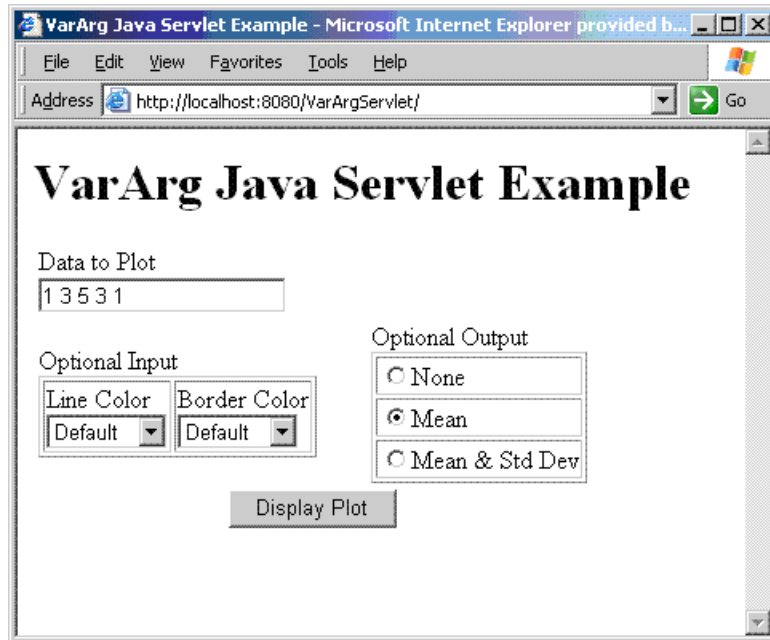 VarArg Java Servlet Example - Microsoft Internet Explorer provided b...
File Edit View Favorites Tools Help
Address http://localhost:8080/VarArgServlet/ Go
VarArg Java Servlet Example
Data to Plot
1 3 5 3 1
Optional Input
Line Color Border Color
Default Default
Optional Output
None
Mean
Mean & Std Dev
Display Plot